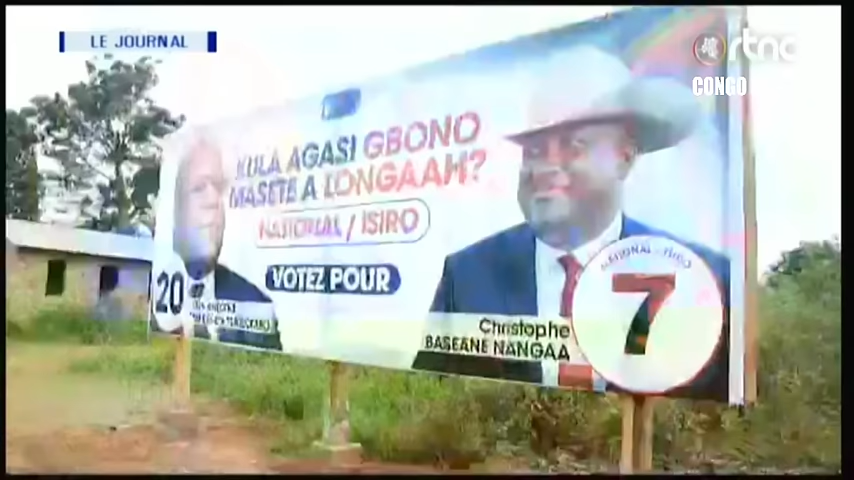 LE JOURNAL
rtnc
CONGO
KULA AGASI GBONO
MASETE A LONGAAH?
NATIONAL / ISIRO
VOTEZ POUR
20
Christophe
BASEANE NANGAA
NATIONAL ISIRO
7